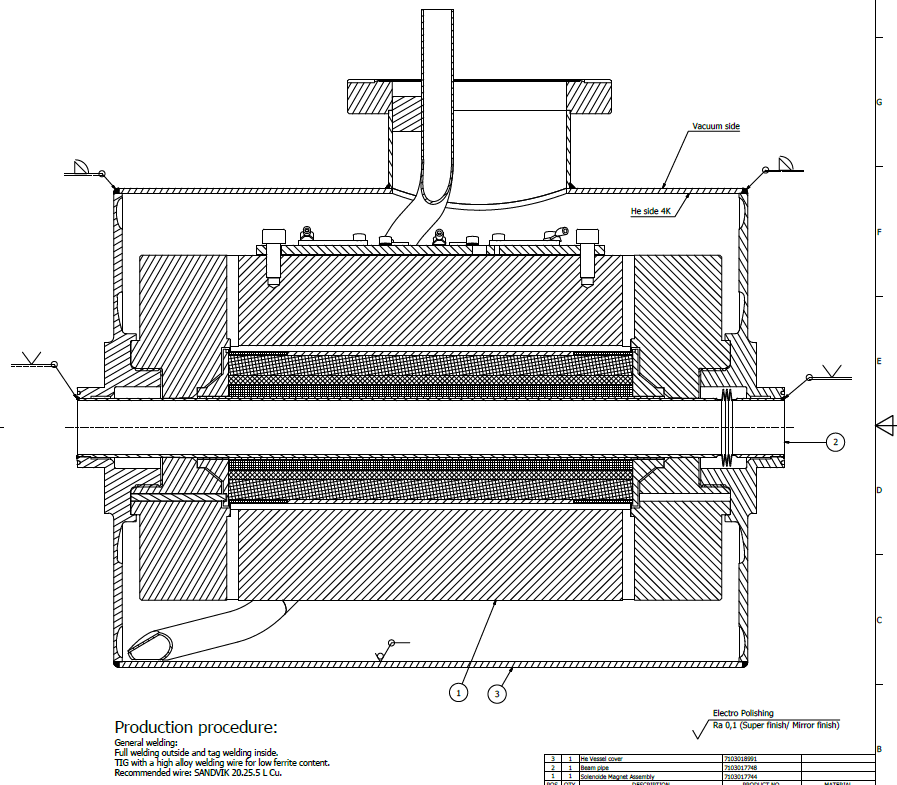 G
Vacuum side
He side 4K
F
E
2
D
C
1
3
Production procedure:
General welding:
Full welding outside and tag welding inside.
TIG with a high alloy welding wire for low ferrite content.
Recommended wire: SANDVIK 20.25.5 L Cu.
Electro Polishing
Ra 0,1 (Super finish/ Mirror finish)
B
3 1 He Vessel cover 7103018991
2 1 Beam pipe 7103017748
1 1 Solenoide Magnet Assembly 7103017744
POS QTY DESCRIPTION PRODUCT NO MATERIAL